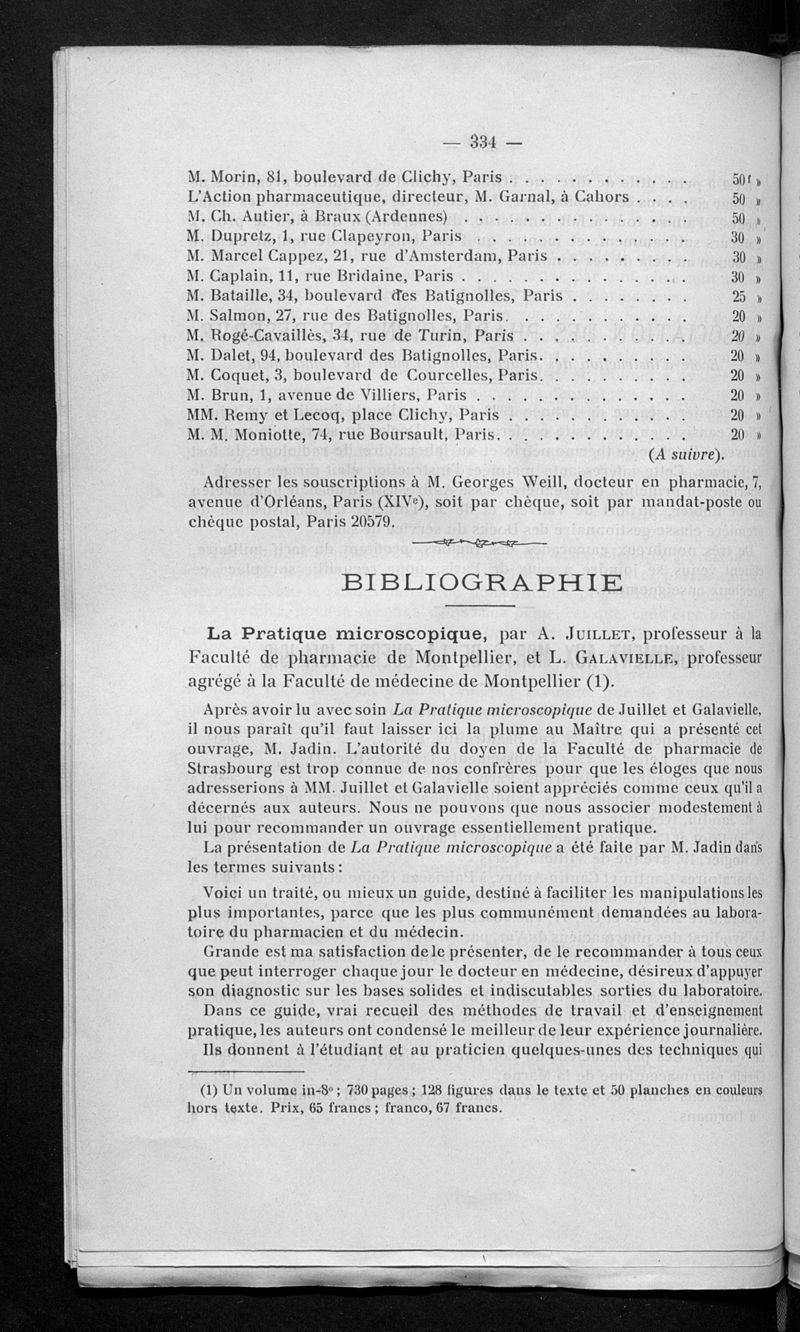 — 334 —
M. Morin, 81, boulevard de Clichy, Paris . . . . . . . . . . . . 50f »
L'Action pharmaceutique, directeur, M. Garnal, à Cahors . . . . 50 »
M. Ch. Autier, à Braux (Ardennes) . . . . . . . . . . . . . . . 50 »
M. Dupretz, 1, rue Clapeyron, Paris . . . . . . . . . . . . . . 30 »
M. Marcel Cappez, 21, rue d'Amsterdam, Paris . . . . . . . . . 30 »
M. Caplain, 11, rue Bridaine, Paris . . . . . . . . . . . . . . . 30 »
M. Bataille, 34, boulevard des Batignolles, Paris . . . . . . . . 25 »
M. Salmon, 27, rue des Batignolles, Paris. . . . . . . . . . . . 20 »
M. Rogé-Cavaillès, 34, rue de Turin, Paris . . . . . . . . . . . 20 »
M. Dalet, 94, boulevard des Batignolles, Paris. . . . . . . . . . 20 »
M. Coquet, 3, boulevard de Courcelles, Paris. . . . . . . . . . 20 »
M. Brun, 1, avenue de Villiers, Paris . . . . . . . . . . . . . . 20 »
MM. Remy et Lecoq, place Clichy, Paris . . . . . . . . . . . . 20 »
M. M. Moniotte, 74, rue Boursault, Paris. . . . . . . . . . . . . 20 »
(A suivre).
Adresser les souscriptions à M. Georges Weill, docteur en pharmacie, 7,
avenue d'Orléans, Paris (XIVe), soit par chèque, soit par mandat-poste ou
chèque postal, Paris 20579.
BIBLIOGRAPHIE
La Pratique microscopique, par A. JUILLET, professeur à la
Faculté de pharmacie de Montpellier, et L. GALAVIELLE, professeur
agrégé à la Faculté de médecine de Montpellier (1).
Après avoir lu avec soin La Pratique microscopique de Juillet et Galavielle,
il nous paraît qu'il faut laisser ici la plume au Maître qui a présenté cet
ouvrage, M. Jadin. L'autorité du doyen de la Faculté de pharmacie de
Strasbourg est trop connue de nos confrères pour que les éloges que nous
adresserions à MM. Juillet et Galavielle soient appréciés comme ceux qu'il a
décernés aux auteurs. Nous ne pouvons que nous associer modestement à
lui pour recommander un ouvrage essentiellement pratique.
La présentation de La Pratique microscopique a été faite par M. Jadin dans
les termes suivants :
Voici un traité, ou mieux un guide, destiné à faciliter les manipulations les
plus importantes, parce que les plus communément demandées au labora-
toire du pharmacien et du médecin.
Grande est ma satisfaction de le présenter, de le recommander à tous ceux
que peut interroger chaque jour le docteur en médecine, désireux d'appuyer
son diagnostic sur les bases solides et indiscutables sorties du laboratoire.
Dans ce guide, vrai recueil des méthodes de travail et d'enseignement
pratique, les auteurs ont condensé le meilleur de leur expérience journalière.
Ils donnent à l'étudiant et au praticien quelques-unes des techniques qui
(1) Un volume in-8° ; 730 pages ; 128 figures dans le texte et 50 planches en couleurs
hors texte. Prix, 65 francs ; franco, 67 francs.